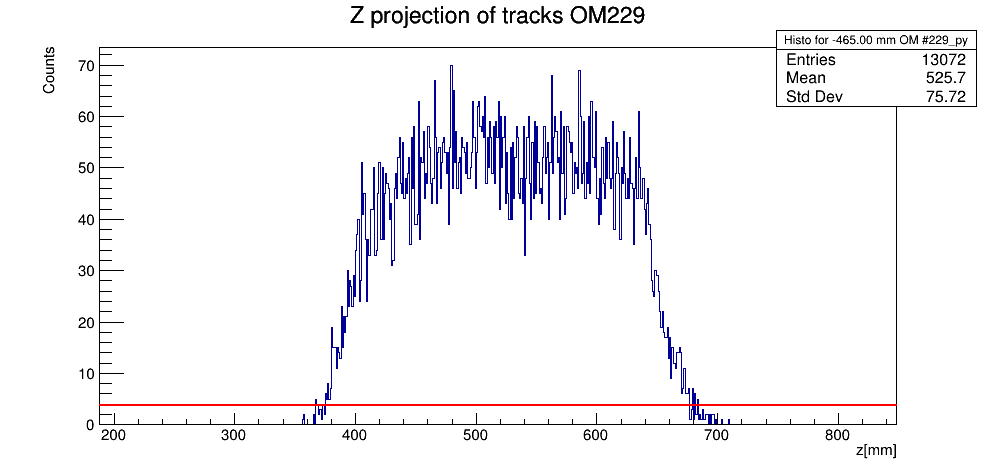 Z projection of tracks OM229
Histo for -465.00 mm OM #229_py
Entries 13072
Mean 525.7
Std Dev 75.72
Counts
70
60
50
40
30
20
10
0
200 300 400 500 600 700 800
z[mm]